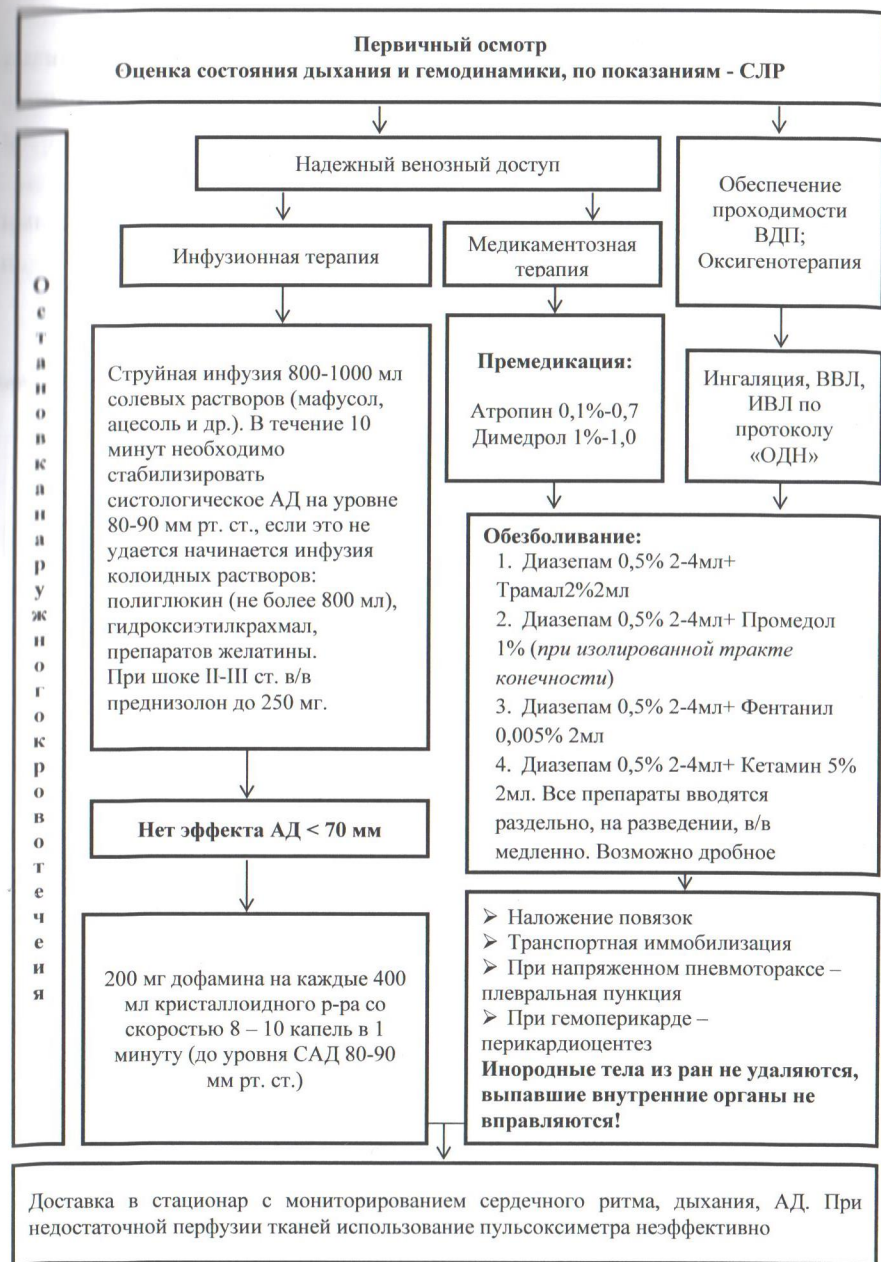 Первичный осмотр
Оценка состояния дыхания и гемодинамики, по показаниям - СЛР
Остановка наружного кровотечения
Надежный венозный доступ
Инфузионная терапия
Медикаментозная
терапия
Обеспечение
проходимости
ВДП;
Оксигенотерапия
Струйная инфузия 800-1000 мл
солевых растворов (мафусол,
ацесоль и др.). В течение 10
минут необходимо
стабилизировать
систологическое АД на уровне
80-90 мм рт. ст., если это не
удается начинается инфузия
колоидных растворов:
полиглюкин (не более 800 мл),
гидроксиэтилкрахмал,
препаратов желатины.
При шоке II-III ст. в/в
преднизолон до 250 мг.
Премедикация:
Атропин 0,1%-0,7
Димедрол 1%-1,0
Ингаляция, ВВЛ,
ИВЛ по
протоколу
«ОДН»
Обезболивание:
1. Диазепам 0,5% 2-4мл+
Трамал2%2мл
2. Диазепам 0,5% 2-4мл+ Промедол
1% (при изолированной тракте
конечности)
3. Диазепам 0,5% 2-4мл+ Фентанил
0,005% 2мл
4. Диазепам 0,5% 2-4мл+ Кетамин 5%
2мл. Все препараты вводятся
раздельно, на разведении, в/в
медленно. Возможно дробное
Нет эффекта АД < 70 мм
200 мг дофамина на каждые 400
мл кристаллоидного р-ра со
скоростью 8 – 10 капель в 1
минуту (до уровня САД 80-90
мм рт. ст.)
➢ Наложение повязок
➢ Транспортная иммобилизация
➢ При напряженном пневмотораксе –
плевральная пункция
➢ При гемоперикарде –
перикардиоцентез
Инородные тела из ран не удаляются,
выпавшие внутренние органы не
вправляются!
Доставка в стационар с мониторированием сердечного ритма, дыхания, АД. При
недостаточной перфузии тканей использование пульсоксиметра неэффективно